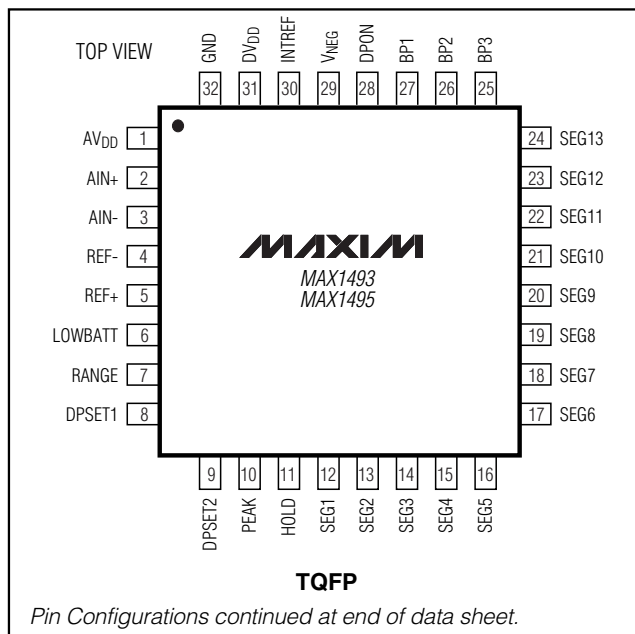 TOP VIEW
GND
DVDD
INTREF
VNEG
DPON
BP1
BP2
BP3
32
31
30
29
28
27
26
25
AVDD 1
AIN+ 2
AIN- 3
REF- 4
REF+ 5
LOWBATT 6
RANGE 7
DPSET1 8
MAXIM
MAX1493
MAX1495
24 SEG13
23 SEG12
22 SEG11
21 SEG10
20 SEG9
19 SEG8
18 SEG7
17 SEG6
9
10
11
12
13
14
15
16
DPSET2
PEAK
HOLD
SEG1
SEG2
SEG3
SEG4
SEG5
TQFP
Pin Configurations continued at end of data sheet.